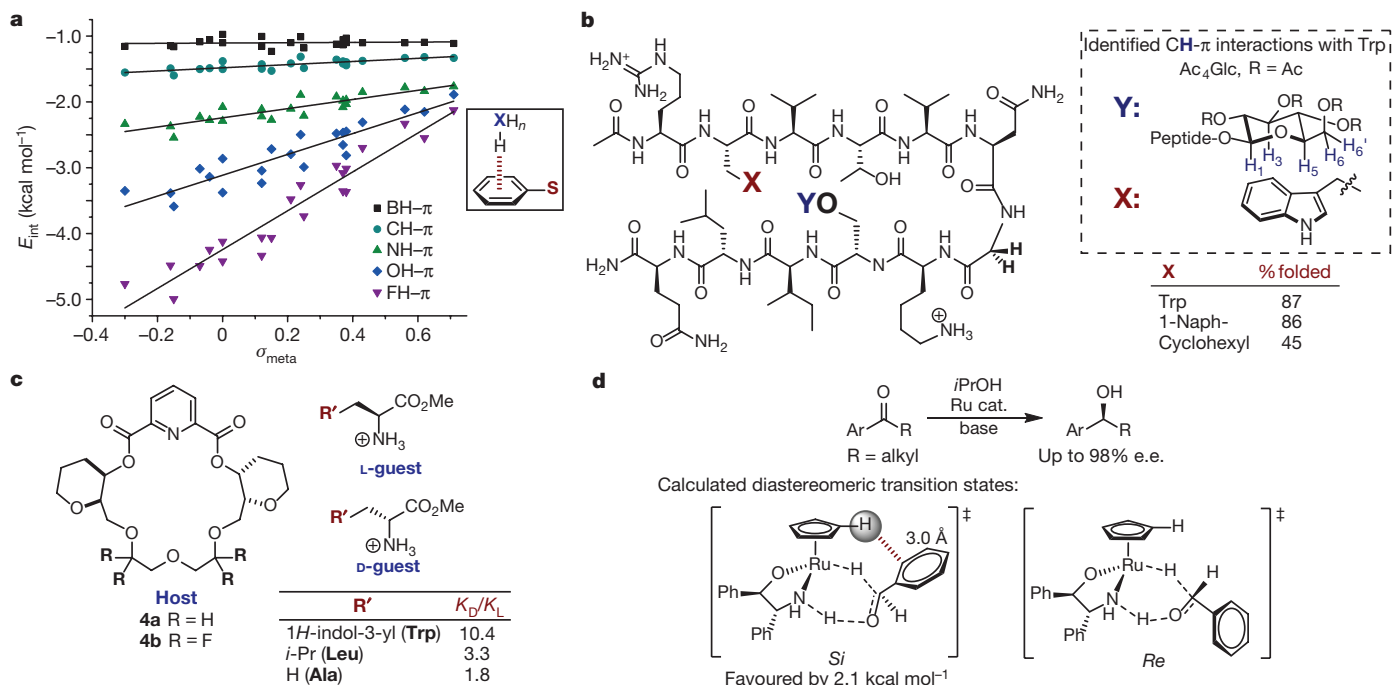 a
−1.0
−2.0
−3.0
−4.0
−5.0
E_int (kcal mol⁻¹)
−0.4 −0.2 0 0.2 0.4 0.6 0.8
σ_meta
BH–π
CH–π
NH–π
OH–π
FH–π
XHₙ
H
S
b
H₂N + NH
NH₂
H N O
X
OH
YO
NH₂
NH
H
H
H₂N
NH₂
⊕ NH₃
Identified CH-π interactions with Trp
Ac₄Glc, R = Ac
Y:
RO OR RO OR
Peptide-O O
H₁ H₃ H₅ H₆ H₆'
X:
N
H
X % folded
Trp 87
1-Naph- 86
Cyclohexyl 45
c
O N O
O O
O O
O O
O
R R
R R
Host
4a R = H
4b R = F
R′ CO₂Me
⊕ NH₃
L-guest
R′ CO₂Me
⊕ NH₃
D-guest
R′ K_D/K_L
1H-indol-3-yl (Trp) 10.4
i-Pr (Leu) 3.3
H (Ala) 1.8
d
O
Ar R
R = alkyl
iPrOH
Ru cat.
base
OH
Ar R
Up to 98% e.e.
Calculated diastereomeric transition states:
H
3.0 Å
Ru
O H
Ph N H
H O H
Ph
‡
Si
Favoured by 2.1 kcal mol⁻¹
H
Ru
O H H
Ph N
H H O
Ph
‡
Re